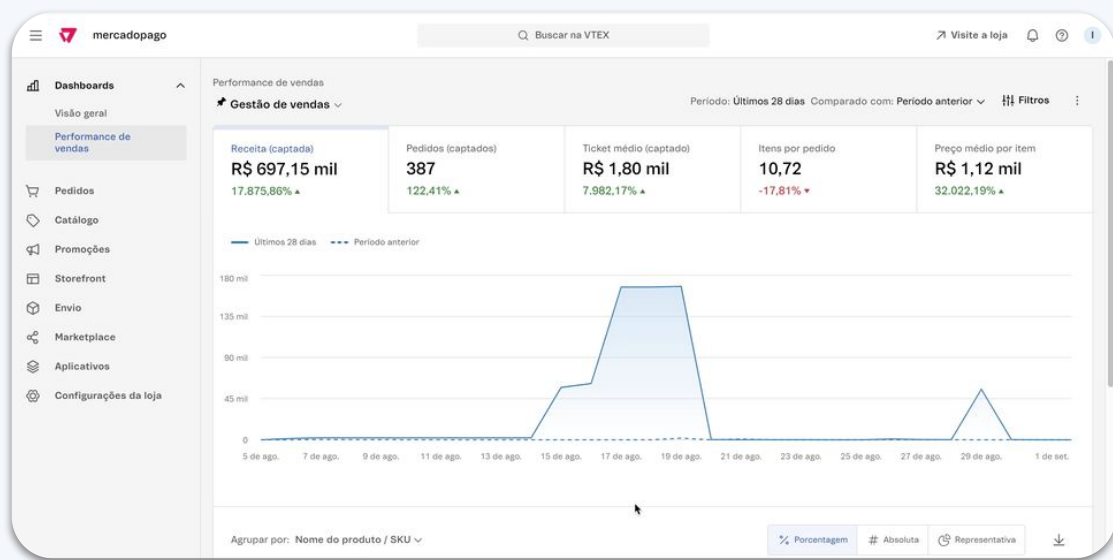 mercadopago
Buscar na VTEX
Visite a loja
I
Dashboards
Visão geral
Performance de
vendas
Pedidos
Catálogo
Promoções
Storefront
Envio
Marketplace
Aplicativos
Configurações da loja
Performance de vendas
Gestão de vendas
Período: Últimos 28 dias Comparado com: Período anterior
Filtros
Receita (captada)
R$ 697,15 mil
17.875,86%
Pedidos (captados)
387
122,41%
Ticket médio (captado)
R$ 1,80 mil
7.982,17%
Itens por pedido
10,72
-17,81%
Preço médio por item
R$ 1,12 mil
32.022,19%
Últimos 28 dias Período anterior
180 mil
135 mil
90 mil
45 mil
0
5 de ago. 7 de ago. 9 de ago. 11 de ago. 13 de ago. 15 de ago. 17 de ago. 19 de ago. 21 de ago. 23 de ago. 25 de ago. 27 de ago. 29 de ago. 1 de set.
Agrupar por: Nome do produto / SKU
% Porcentagem # Absoluta Representativa